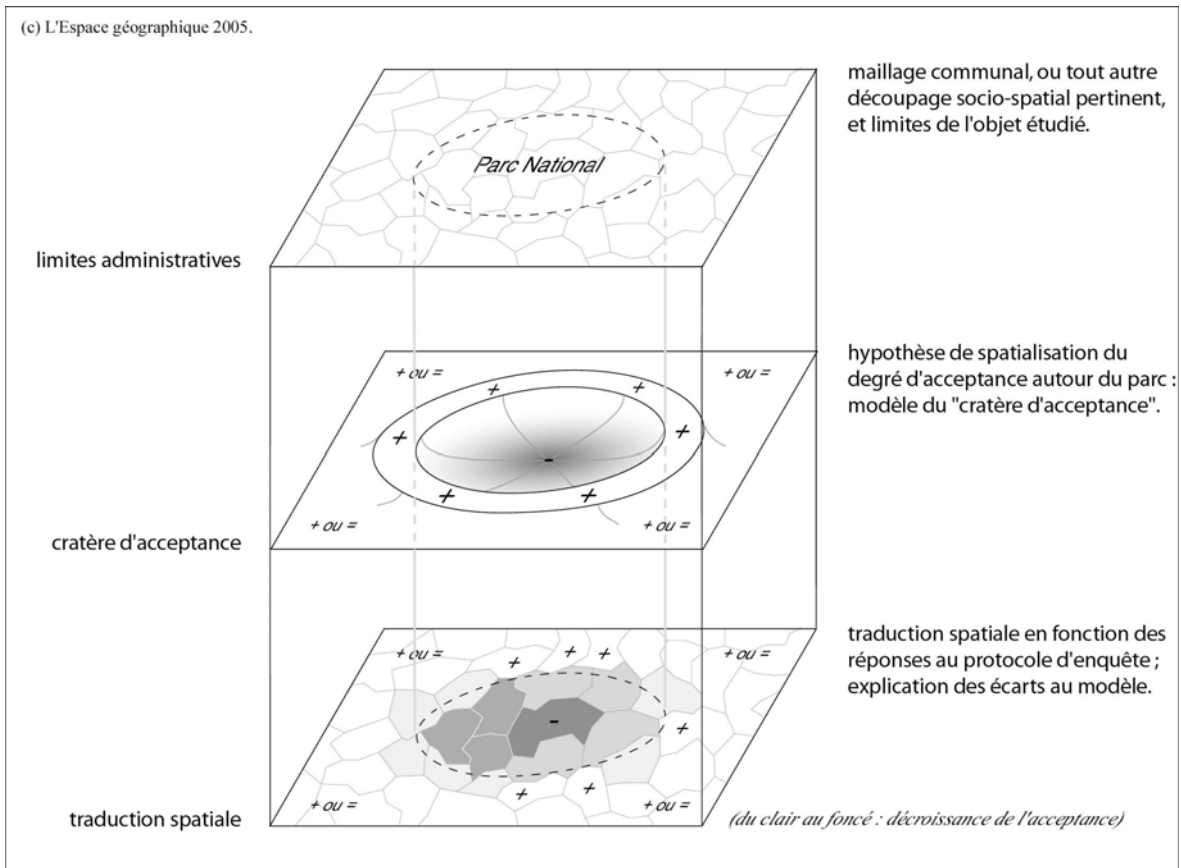 (c) L'Espace géographique 2005.
maillage communal, ou tout autre
découpage socio-spatial pertinent,
et limites de l'objet étudié.
Parc National
limites administratives
hypothèse de spatialisation du
degré d'acceptance autour du parc :
modèle du "cratère d'acceptance".
+ ou = + ou =
+ +
+ +
-
+ +
+ ou = + ou =
cratère d'acceptance
traduction spatiale en fonction des
réponses au protocole d'enquête ;
explication des écarts au modèle.
+ ou = + + + + ou =
- +
+ +
+ ou = + ou =
traduction spatiale
(du clair au foncé : décroissance de l'acceptance)